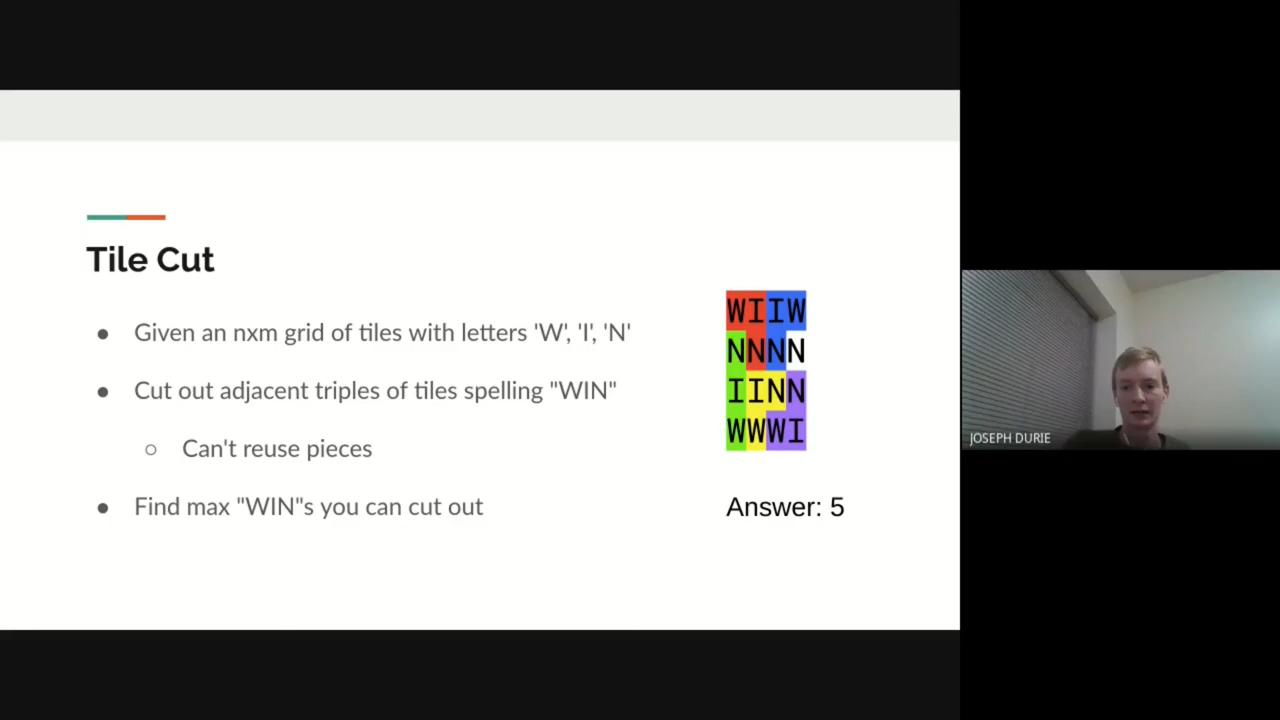 Tile Cut
● Given an nxm grid of tiles with letters 'W', 'I', 'N'
● Cut out adjacent triples of tiles spelling "WIN"
○ Can't reuse pieces
● Find max "WIN"s you can cut out
WIIW
NNNN
IINN
WWWI
Answer: 5
JOSEPH DURIE